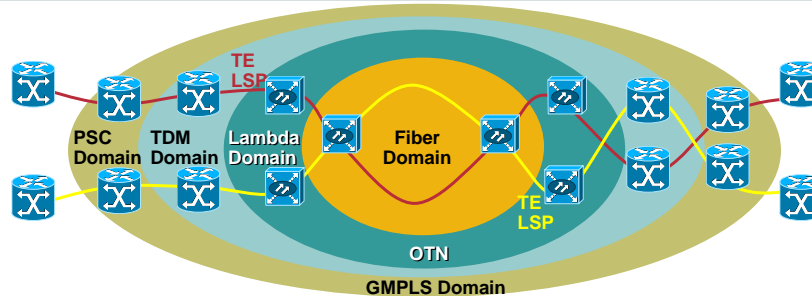 TE
LSP
PSC
Domain
TDM
Domain
Lambda
Domain
Fiber
Domain
TE
LSP
OTN
GMPLS Domain